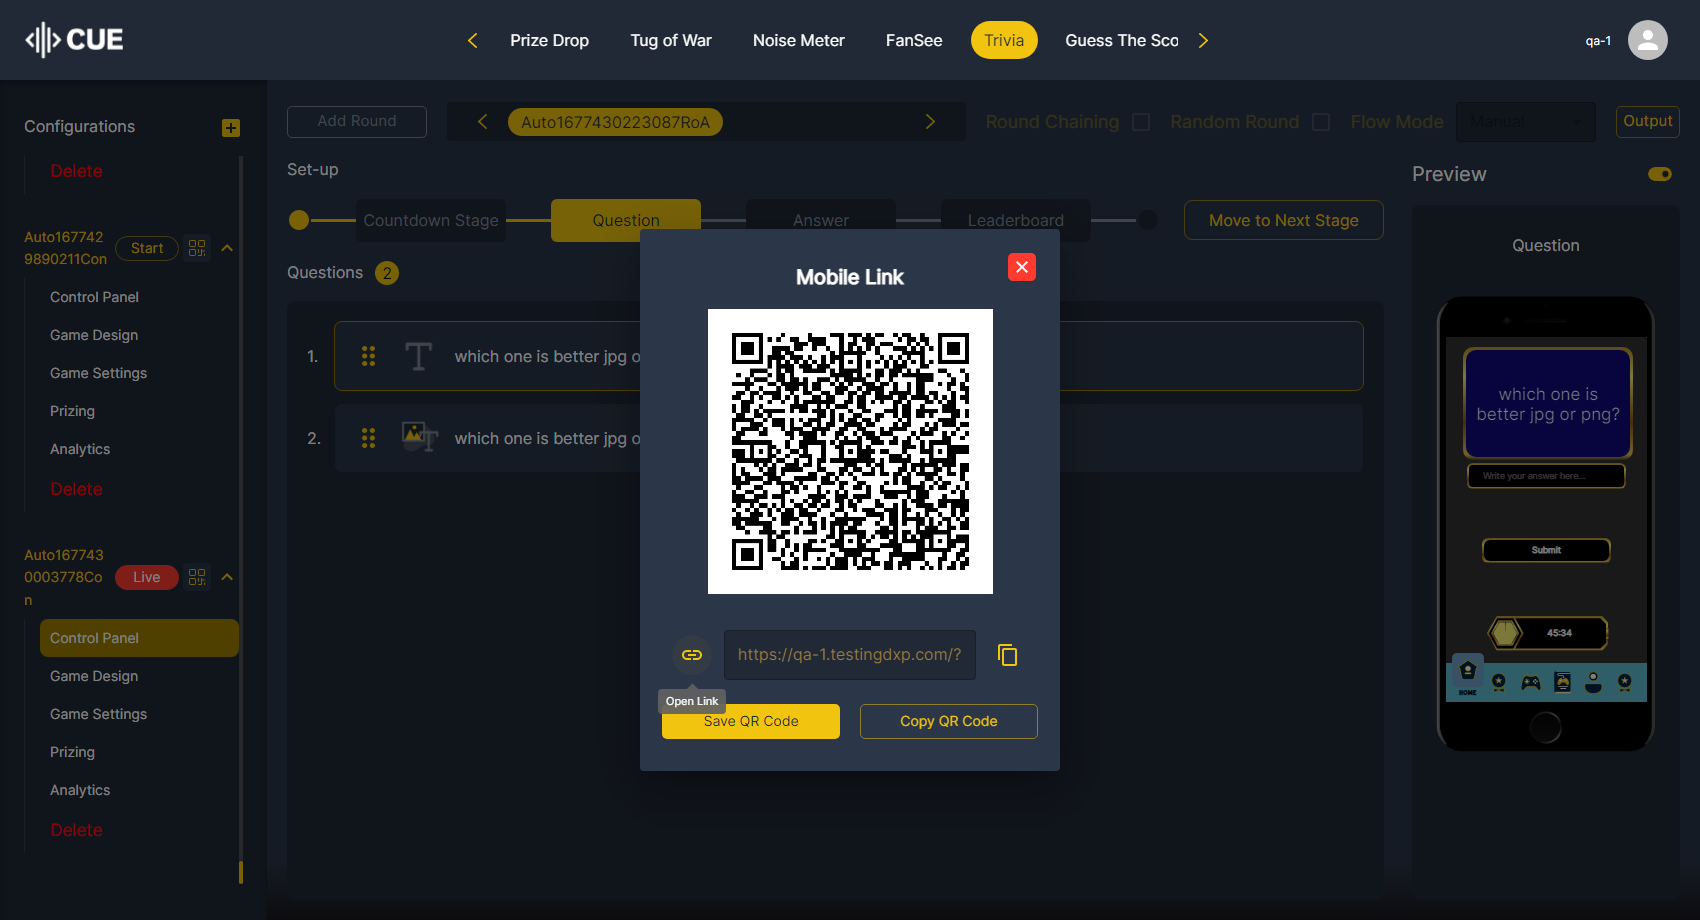 CUE
Prize Drop
Tug of War
Noise Meter
FanSee
Trivia
Guess The Sco
qa-1
Configurations
Delete
Auto167742
9890211Con
Start
Control Panel
Game Design
Game Settings
Prizing
Analytics
Delete
Auto167743
0003778Co
n
Live
Control Panel
Game Design
Game Settings
Prizing
Analytics
Delete
Add Round
Auto1677430223087RoA
Round Chaining
Random Round
Flow Mode
Manual
Output
Set-up
Countdown Stage
Question
Answer
Leaderboard
Move to Next Stage
Questions 2
1. which one is better jpg o
2. which one is better jpg o
Mobile Link
https://qa-1.testingdxp.com/?
Open Link
Save QR Code
Copy QR Code
Preview
Question
which one is
better jpg or png?
Write your answer here...
Submit
45:34
HOME